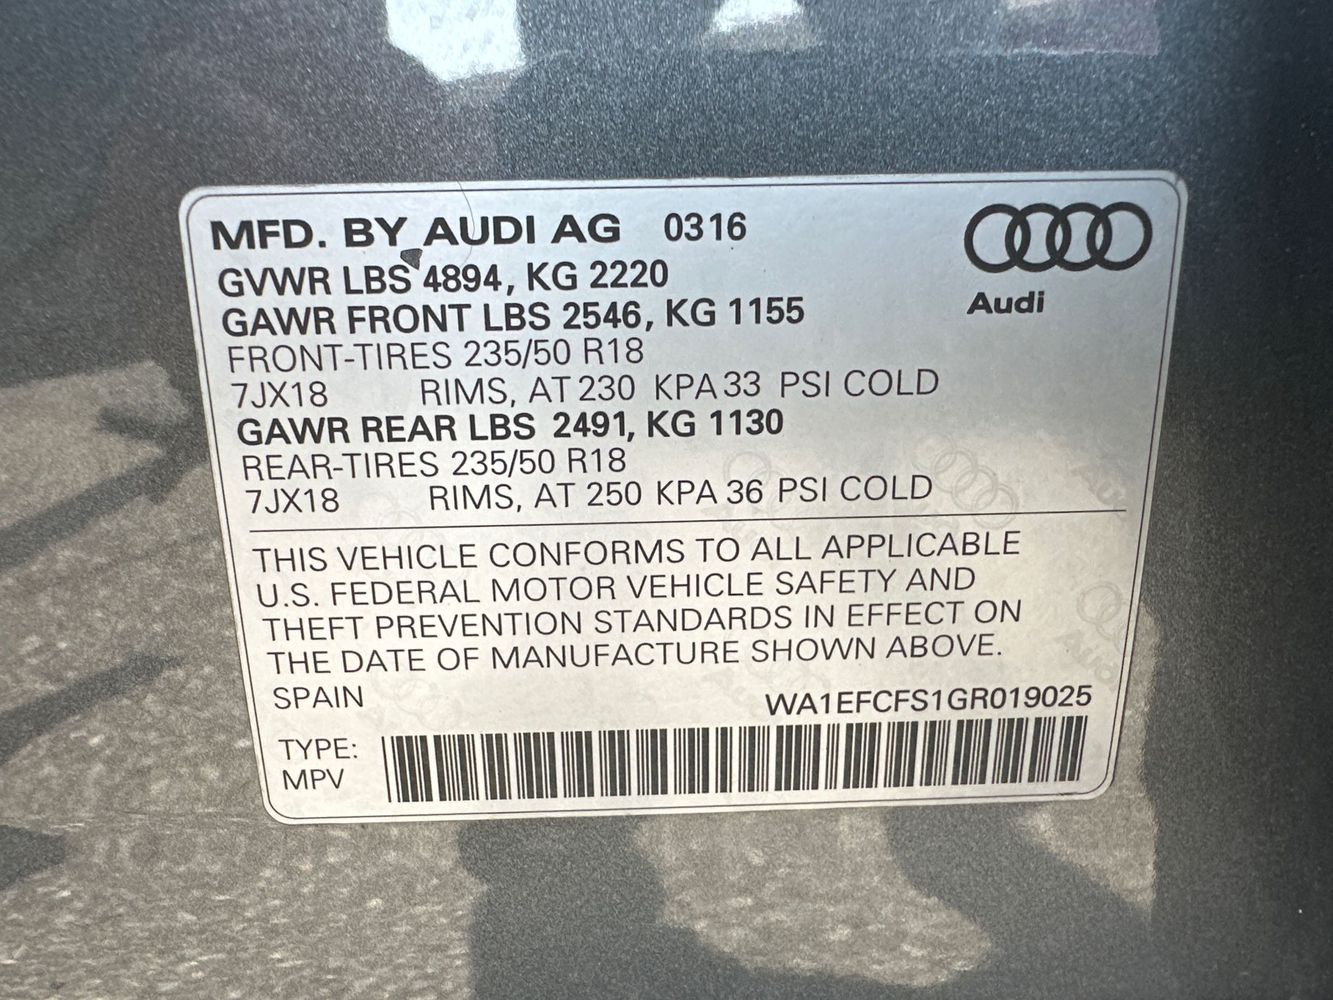 MFD. BY AUDI AG 0316
GVWR LBS 4894, KG 2220
GAWR FRONT LBS 2546, KG 1155
FRONT-TIRES 235/50 R18
7JX18 RIMS, AT 230 KPA 33 PSI COLD
GAWR REAR LBS 2491, KG 1130
REAR-TIRES 235/50 R18
7JX18 RIMS, AT 250 KPA 36 PSI COLD
Audi
THIS VEHICLE CONFORMS TO ALL APPLICABLE
U.S. FEDERAL MOTOR VEHICLE SAFETY AND
THEFT PREVENTION STANDARDS IN EFFECT ON
THE DATE OF MANUFACTURE SHOWN ABOVE.
SPAIN WA1EFCFS1GR019025
TYPE:
MPV